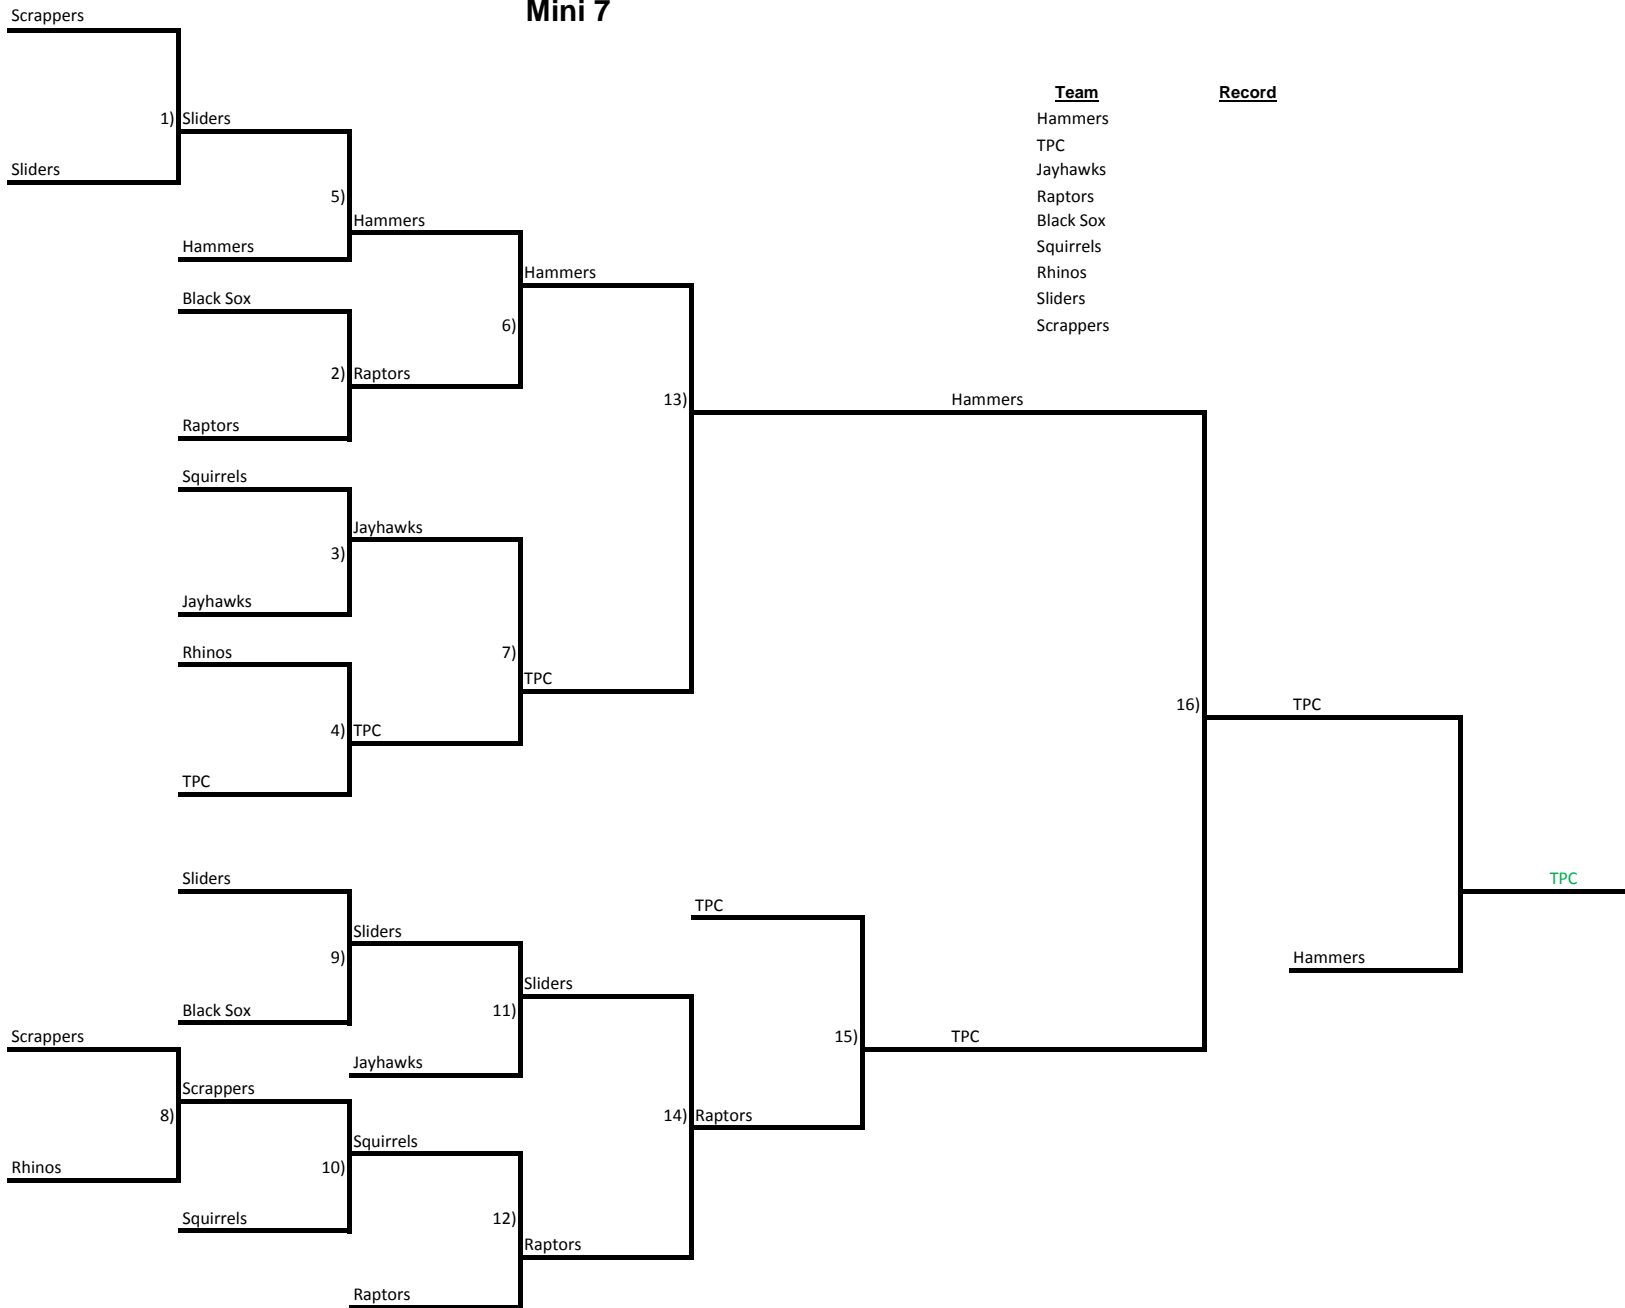 Mini 7
Scrappers
1) Sliders
Sliders
5)
Hammers
Hammers
Hammers
Black Sox
6)
2) Raptors
13)
Hammers
Raptors
Squirrels
Jayhawks
3)
Jayhawks
Rhinos
7)
TPC
4) TPC
16)
TPC
TPC
Team Record
Hammers
TPC
Jayhawks
Raptors
Black Sox
Squirrels
Rhinos
Sliders
Scrappers
Sliders
TPC
TPC
Sliders
9)
Hammers
Sliders
Black Sox
11)
Scrappers
15)
TPC
Jayhawks
Scrappers
8)
14) Raptors
Squirrels
Rhinos
10)
Squirrels
12)
Raptors
Raptors